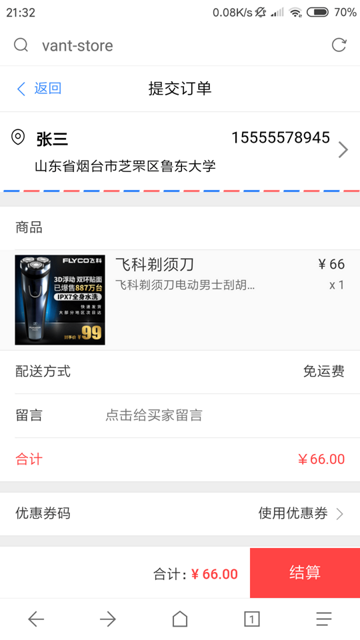 21:32 0.08K/s 70%
vant-store
返回 提交订单
张三 15555578945
山东省烟台市芝罘区鲁东大学
商品
FLYCO飞科
3D浮动 双环贴面
已爆售887万台
IPX7全身水洗
99
飞科剃须刀 ¥ 66
飞科剃须刀电动男士刮胡... x 1
配送方式 免运费
留言 点击给买家留言
合计 ¥ 66.00
优惠券码 使用优惠券
合计: ¥ 66.00 结算
1